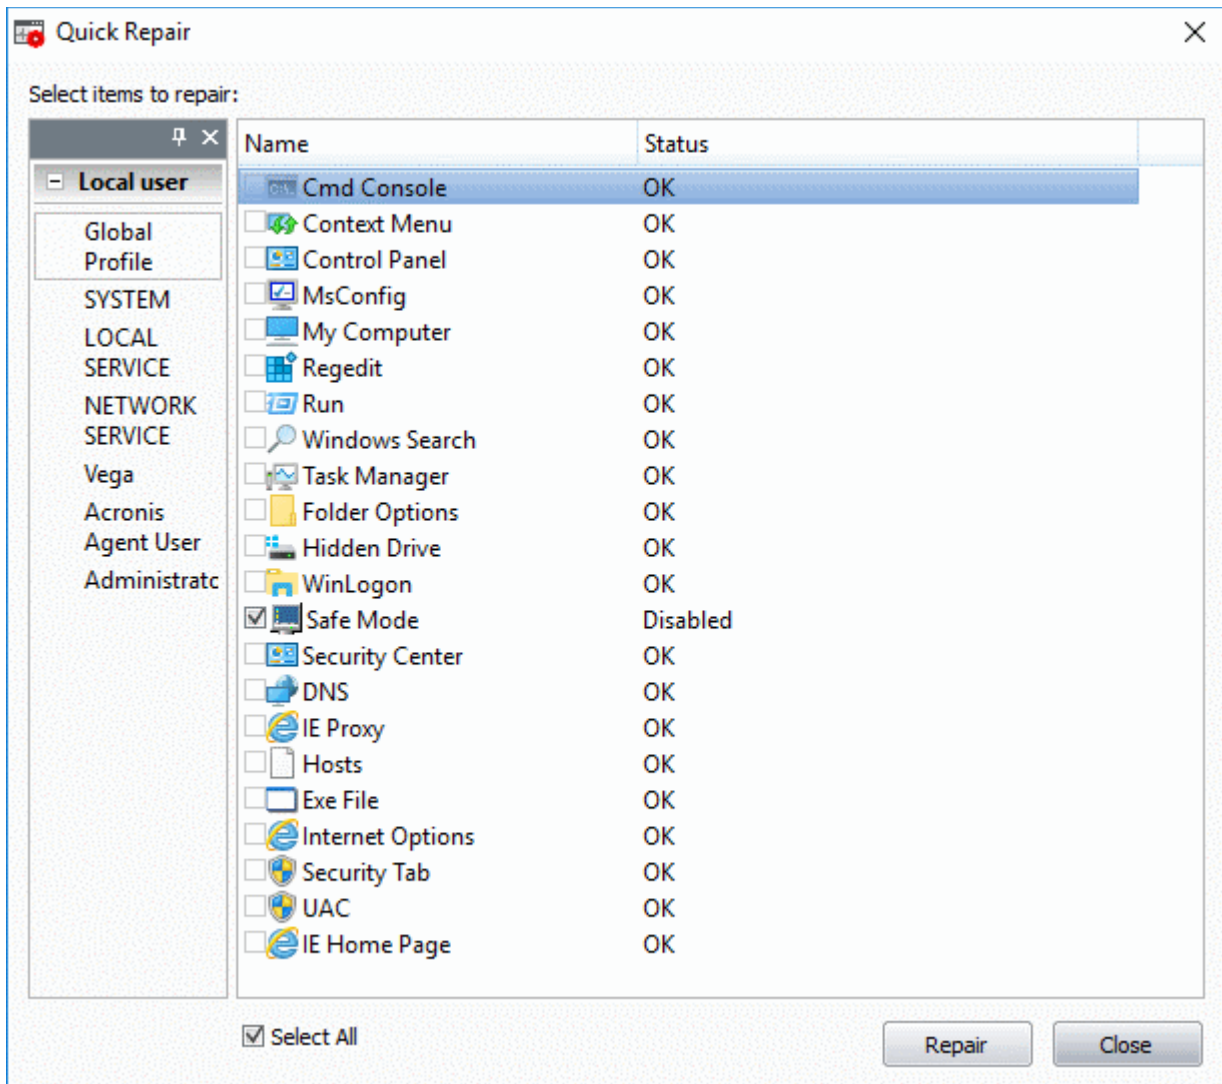 Quick Repair
Select items to repair:
Local user
Global
Profile
SYSTEM
LOCAL
SERVICE
NETWORK
SERVICE
Vega
Acronis
Agent User
Administratc
Name Status
Cmd Console OK
Context Menu OK
Control Panel OK
MsConfig OK
My Computer OK
Regedit OK
Run OK
Windows Search OK
Task Manager OK
Folder Options OK
Hidden Drive OK
WinLogon OK
Safe Mode Disabled
Security Center OK
DNS OK
IE Proxy OK
Hosts OK
Exe File OK
Internet Options OK
Security Tab OK
UAC OK
IE Home Page OK
Select All
Repair Close